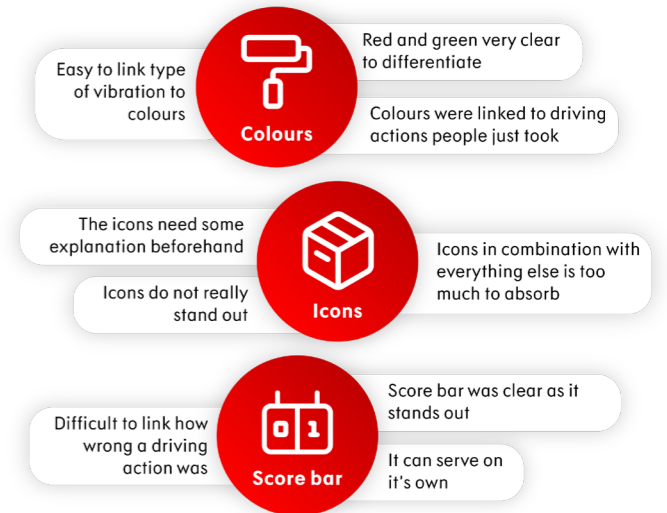 Easy to link type
of vibration to
colours
Colours
Red and green very clear
to differentiate
Colours were linked to driving
actions people just took
The icons need some
explanation beforehand
Icons do not really
stand out
Icons
Icons in combination with
everything else is too
much to absorb
Difficult to link how
wrong a driving
action was
0 1
Score bar
Score bar was clear as it
stands out
It can serve on
it's own